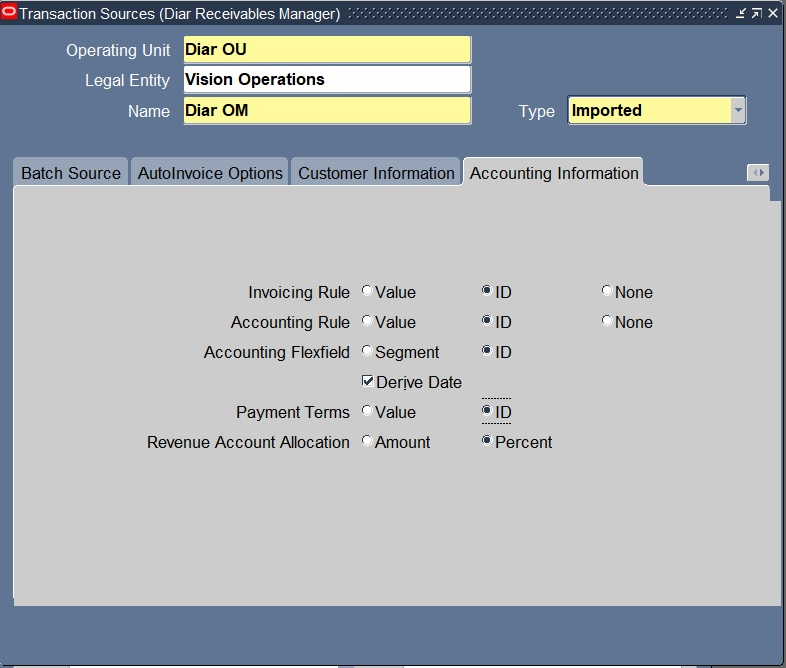 Transaction Sources (Diar Receivables Manager)
Operating Unit Diar OU
Legal Entity Vision Operations
Name Diar OM Type Imported
Batch Source AutoInvoice Options Customer Information Accounting Information
Invoicing Rule Value ID None
Accounting Rule Value ID None
Accounting Flexfield Segment ID
Derive Date
Payment Terms Value ID
Revenue Account Allocation Amount Percent